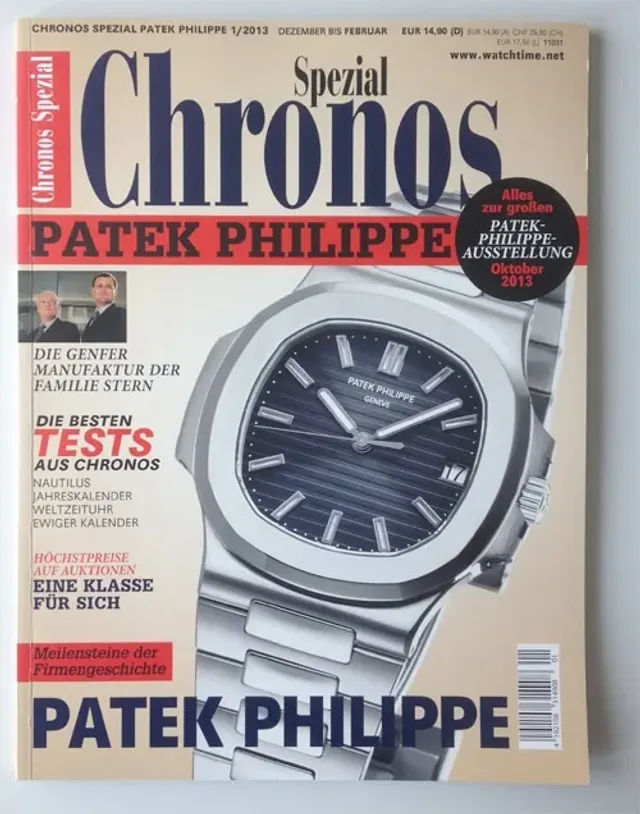 CHRONOS SPEZIAL PATEK PHILIPPE 1/2013 DEZEMBER BIS FEBRUAR EUR 14,90 (D) EUR 14,90 (A) CHF 25,80 (CH)
EUR 17,50 (L) 11031
www.watchtime.net
Chronos Spezial
Spezial
Chronos
PATEK PHILIPPE
Alles
zur großen
PATEK-
PHILIPPE-
AUSSTELLUNG
Oktober
2013
DIE GENFER
MANUFAKTUR DER
FAMILIE STERN
DIE BESTEN
TESTS
AUS CHRONOS
NAUTILUS
JAHRESKALENDER
WELTZEITUHR
EWIGER KALENDER
HÖCHSTPREISE
AUF AUKTIONEN
EINE KLASSE
FÜR SICH
Meilensteine der
Firmengeschichte
PATEK PHILIPPE
GENEVE
17
PATEK PHILIPPE
01